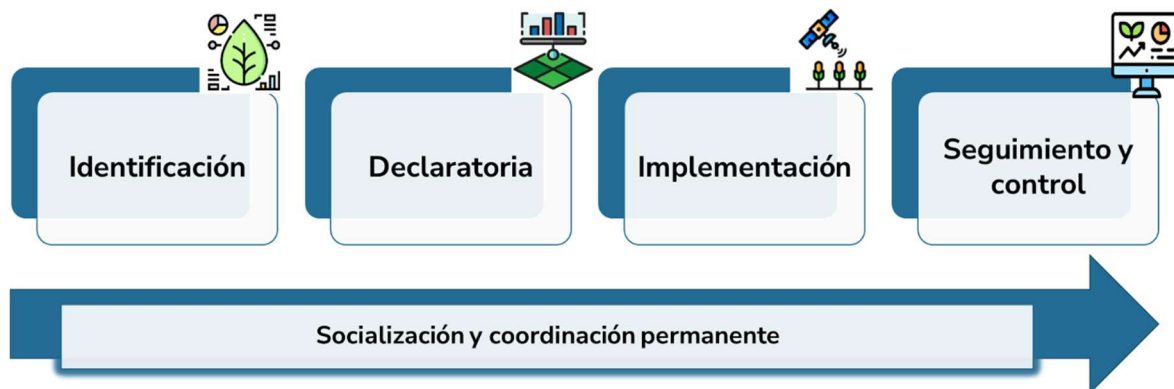 Identificación
Declaratoria
Implementación
Seguimiento y
control
Socialización y coordinación permanente